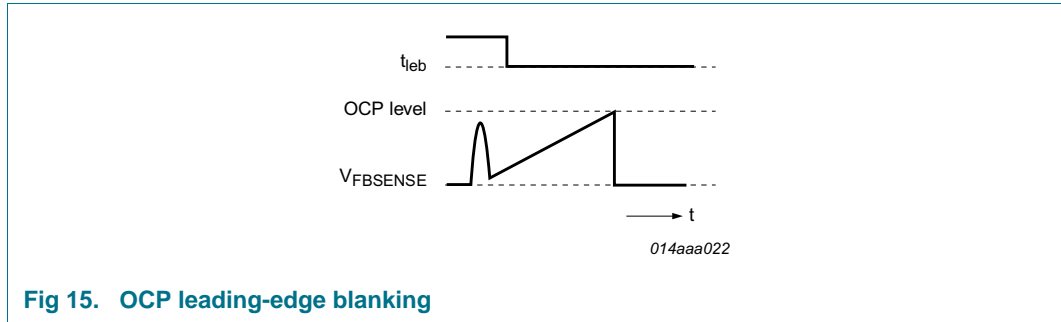 tleb
OCP level
VFBSENSE
t
014aaa022
Fig 15. OCP leading-edge blanking